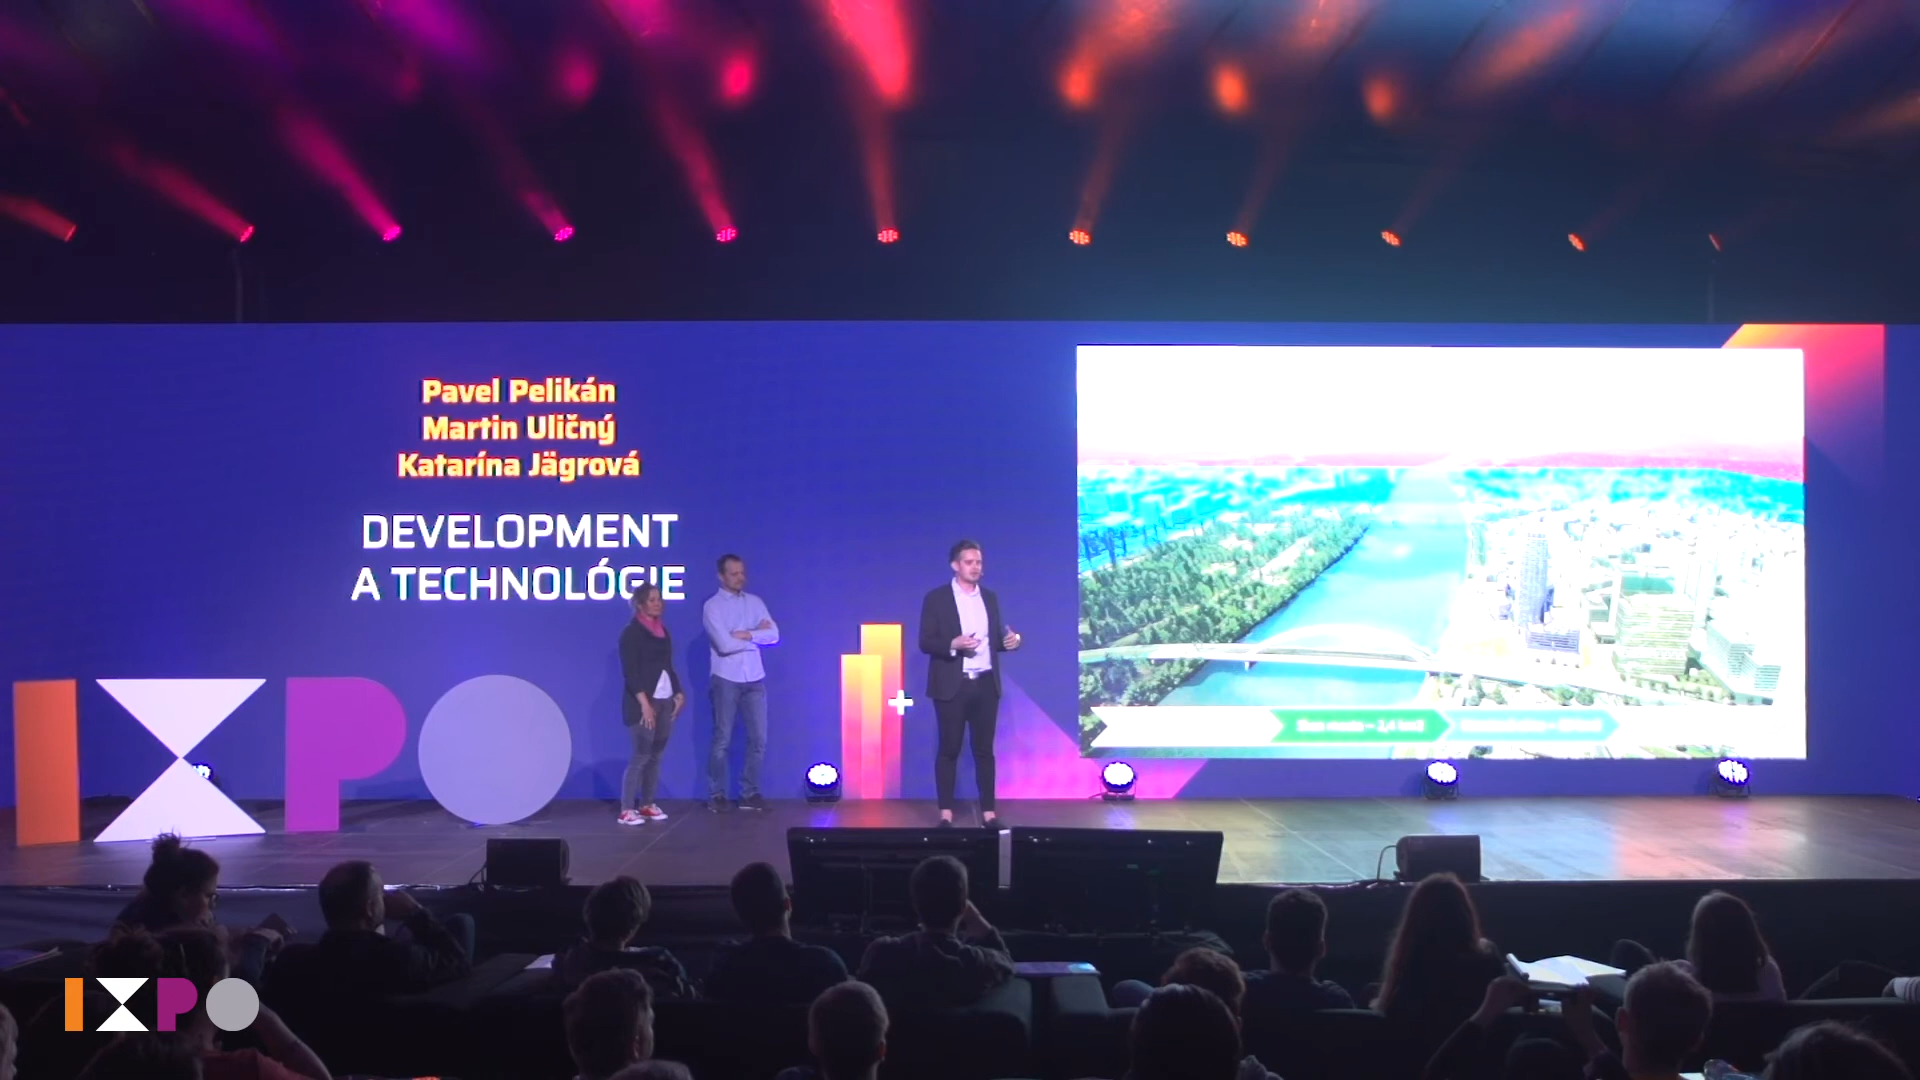 Pavel Pelikán
Martin Uličný
Katarína Jägrová
DEVELOPMENT
A TECHNOLÓGIE
IXPO
IXPO